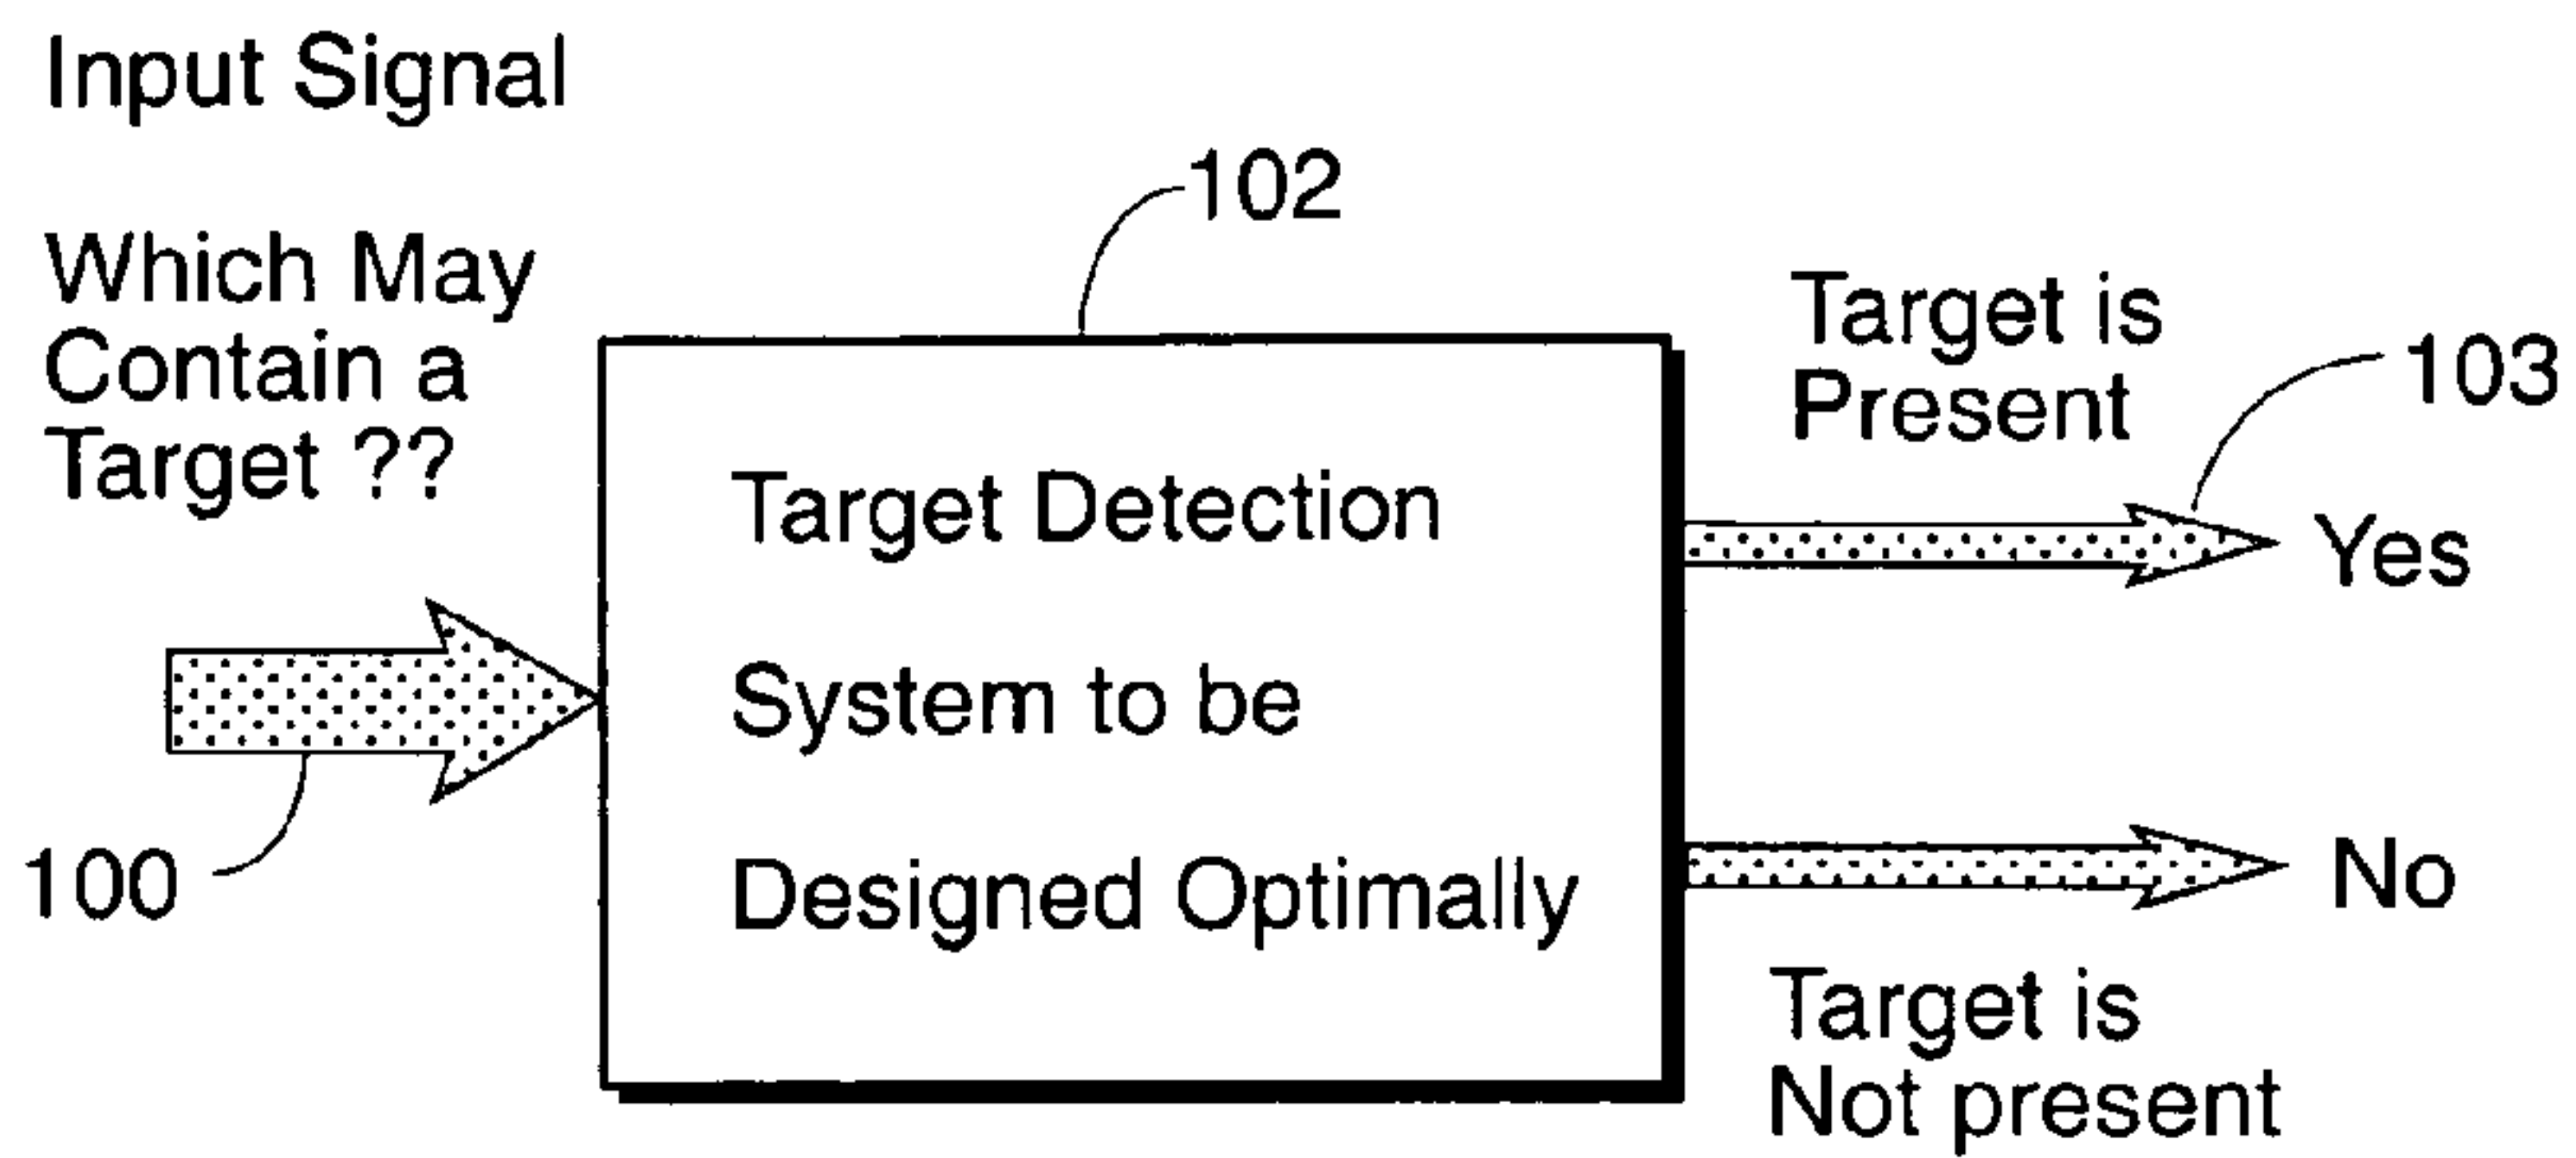 Input Signal
Which May
Contain a
Target ??
100
102
Target Detection
System to be
Designed Optimally
Target is
Present
103
Yes
No
Target is
Not present